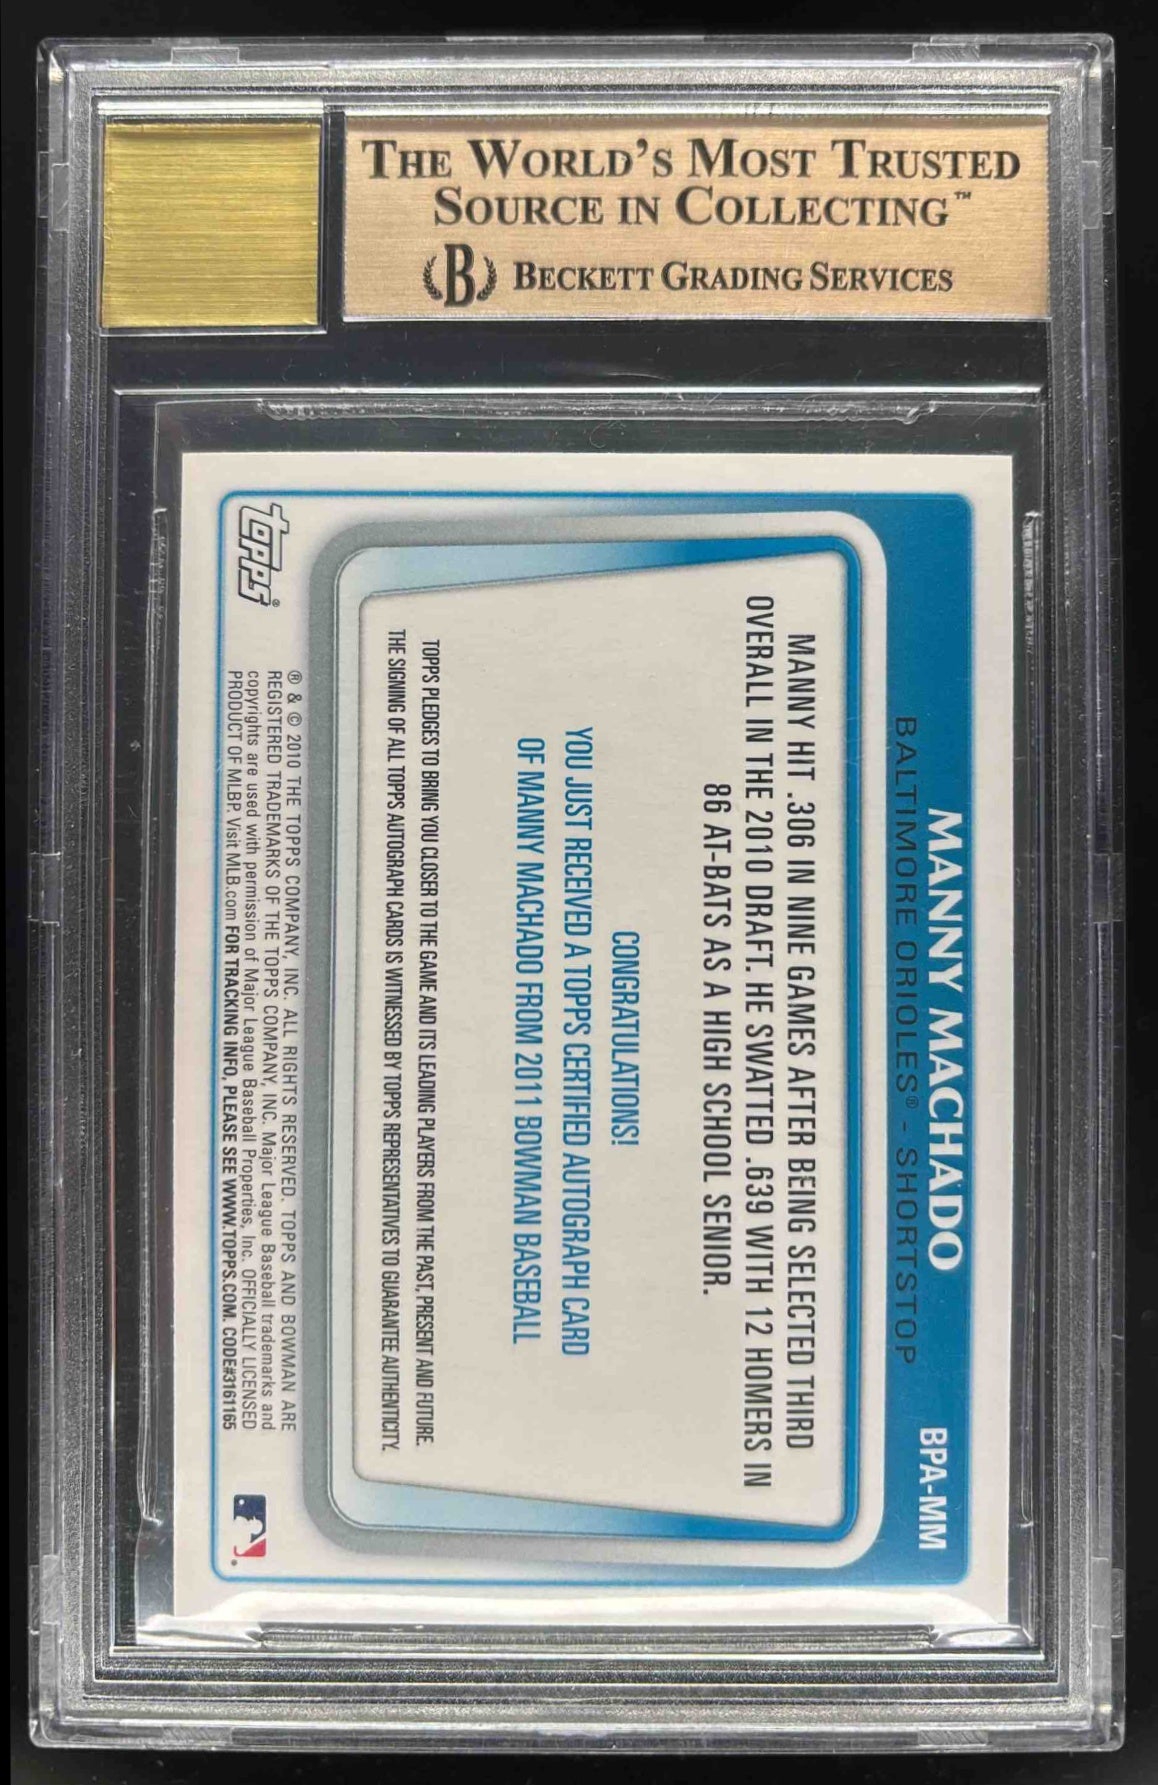 THE WORLD'S MOST TRUSTED
SOURCE IN COLLECTING™
B BECKETT GRADING SERVICES
MANNY MACHADO
BPA-MM
BALTIMORE ORIOLES® - SHORTSTOP
MANNY HIT .306 IN NINE GAMES AFTER BEING SELECTED THIRD
OVERALL IN THE 2010 DRAFT. HE SWATTED .639 WITH 12 HOMERS IN
86 AT-BATS AS A HIGH SCHOOL SENIOR.
CONGRATULATIONS!
YOU JUST RECEIVED A TOPPS CERTIFIED AUTOGRAPH CARD
OF MANNY MACHADO FROM 2011 BOWMAN BASEBALL
TOPPS PLEDGES TO BRING YOU CLOSER TO THE GAME AND ITS LEADING PLAYERS FROM THE PAST, PRESENT AND FUTURE.
THE SIGNING OF ALL TOPPS AUTOGRAPH CARDS IS WITNESSED BY TOPPS REPRESENTATIVES TO GUARANTEE AUTHENTICITY.
TOPPS®
® & © 2010 THE TOPPS COMPANY, INC. ALL RIGHTS RESERVED. TOPPS AND BOWMAN ARE
REGISTERED TRADEMARKS OF THE TOPPS COMPANY, INC. Major League Baseball trademarks and
copyrights are used with permission of Major League Baseball Properties, Inc. OFFICIALLY LICENSED
PRODUCT OF MLBP. Visit MLB.com FOR TRACKING INFO, PLEASE SEE WWW.TOPPS.COM. CODE#3161165